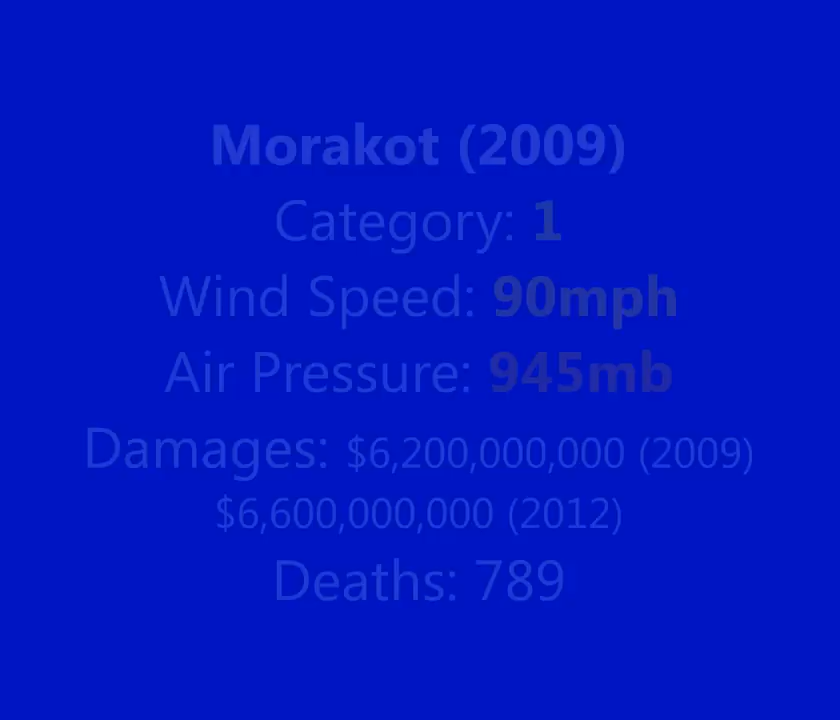 Morakot (2009)
Category: 1
Wind Speed: 90mph
Air Pressure: 945mb
Damages: $6,200,000,000 (2009)
$6,600,000,000 (2012)
Deaths: 789